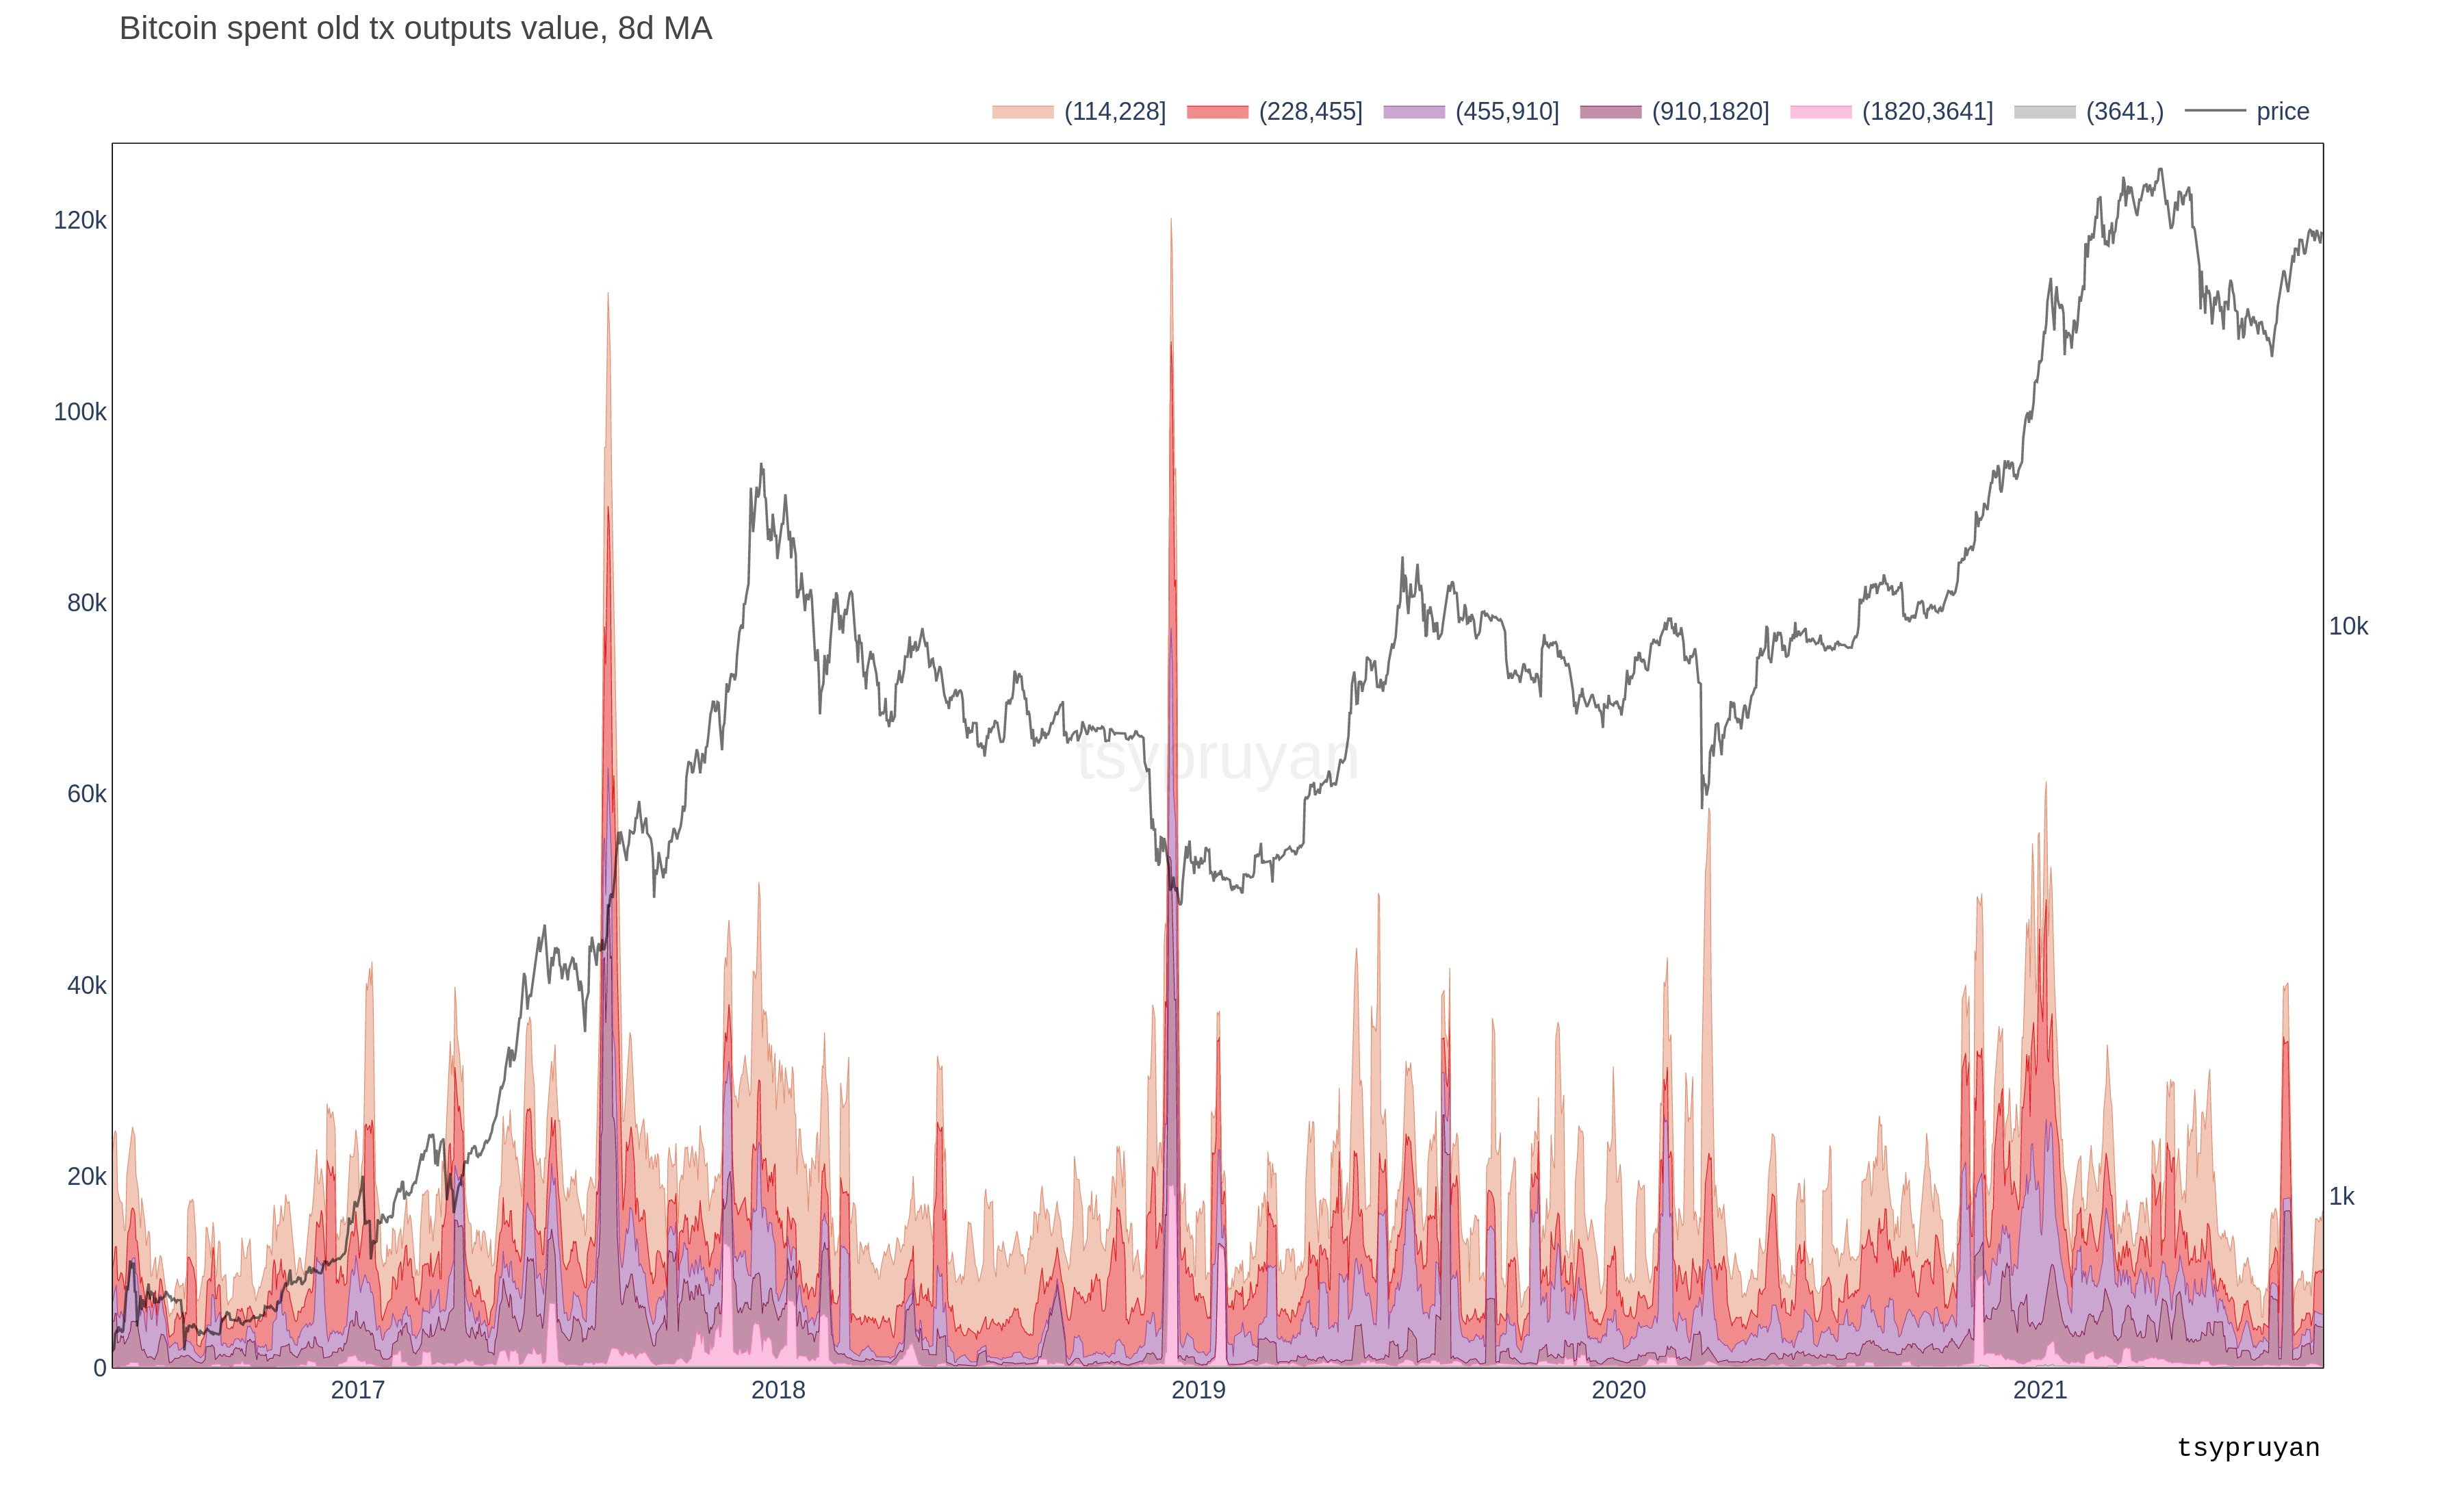 Bitcoin spent old tx outputs value, 8d MA
(114,228] (228,455] (455,910] (910,1820] (1820,3641] (3641,) price
120k
100k
80k
60k
40k
20k
0
10k
1k
tsypruyan
2017 2018 2019 2020 2021
tsypruyan